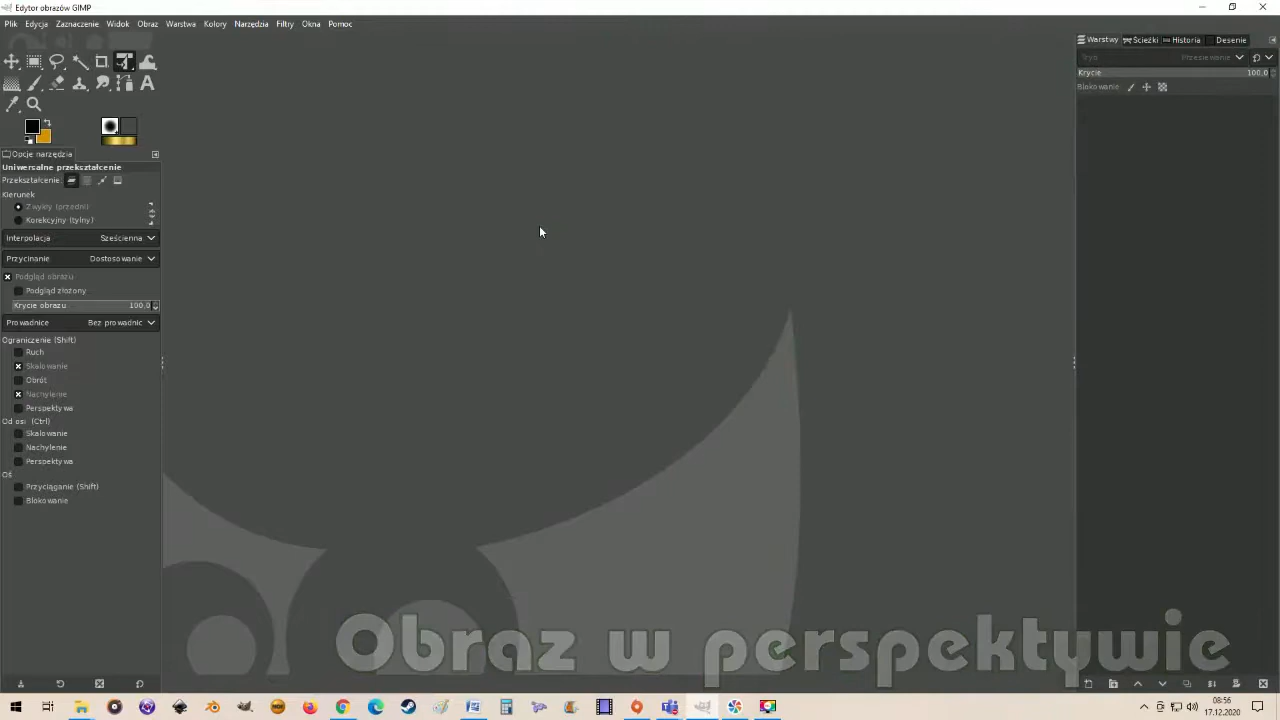 Edytor obrazów GIMP
Plik Edycja Zaznaczenie Widok Obraz Warstwa Kolory Narzędzia Filtry Okna Pomoc
Warstwy Ścieżki Historia Desenie
Tryb Przesiewanie
Krycie 100,0
Blokowanie
Opcje narzędzia
Uniwersalne przekształcenie
Przekształcenie:
Kierunek
Zwykły (przedni)
Korekcyjny (tylny)
Interpolacja Sześcienna
Przycinanie Dostosowanie
Podgląd obrazu
Podgląd złożony
Krycie obrazu 100,0
Prowadnice Bez prowadnic
Ograniczenie (Shift)
Ruch
Skalowanie
Obrót
Nachylenie
Perspektywa
Od osi (Ctrl)
Skalowanie
Nachylenie
Perspektywa
Oś
Przyciąganie (Shift)
Blokowanie
Obraz w perspektywie
08:56
17.12.2020